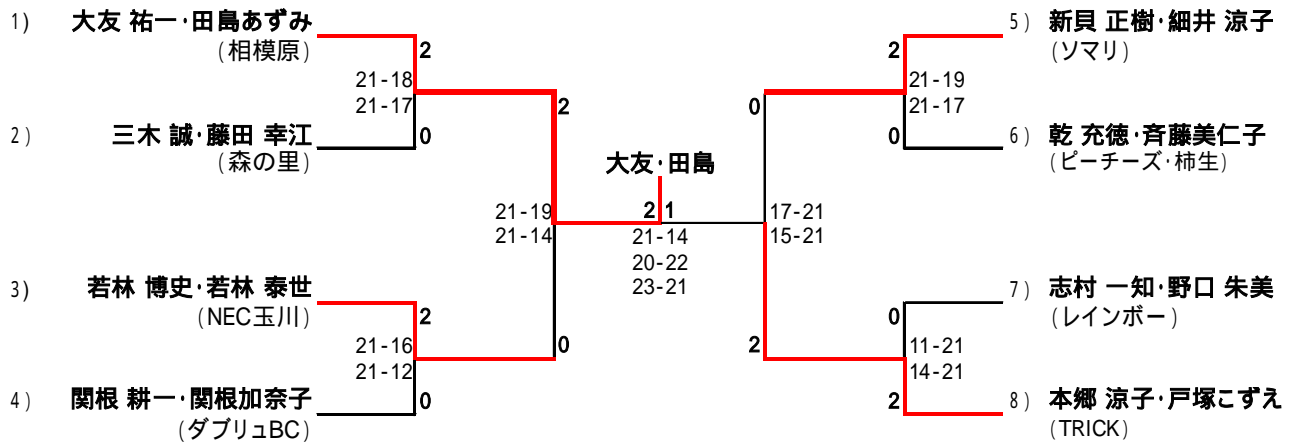 1) 大友 祐一･田島あずみ
(相模原)
2
21-18
21-17
2) 三木 誠･藤田 幸江
(森の里)
0
2
21-19
21-14
3) 若林 博史･若林 泰世
(NEC玉川)
2
21-16
21-12
4) 関根 耕一･関根加奈子
(ダブリュBC)
0
0
大友･田島
2 1
21-14
20-22
23-21
5) 新貝 正樹･細井 涼子
(ソマリ)
2
21-19
21-17
6) 乾 充徳･斉藤美仁子
(ピーチーズ･柿生)
0
0
17-21
15-21
7) 志村 一知･野口 朱美
(レインボー)
0
11-21
14-21
8) 本郷 涼子･戸塚こずえ
(TRICK)
2
2